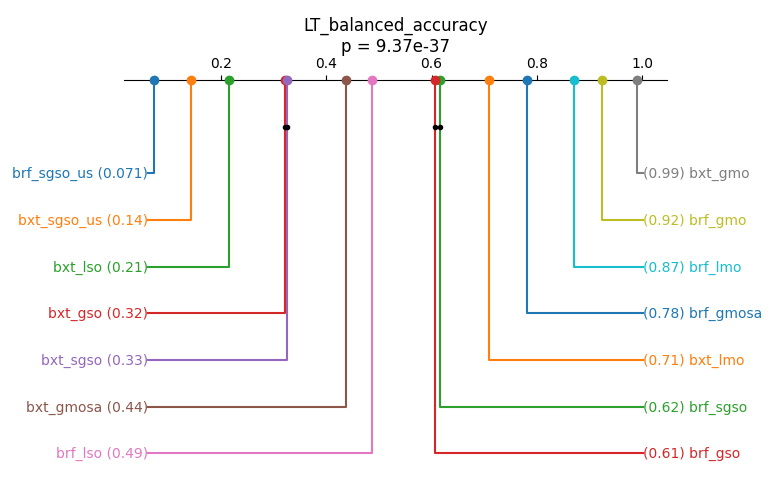 LT_balanced_accuracy
p = 9.37e-37
0.2 0.4 0.6 0.8 1.0
brf_sgso_us (0.071) (0.99) bxt_gmo
bxt_sgso_us (0.14) (0.92) brf_gmo
bxt_lso (0.21) (0.87) brf_lmo
bxt_gso (0.32) (0.78) brf_gmosa
bxt_sgso (0.33) (0.71) bxt_lmo
bxt_gmosa (0.44) (0.62) brf_sgso
brf_lso (0.49) (0.61) brf_gso